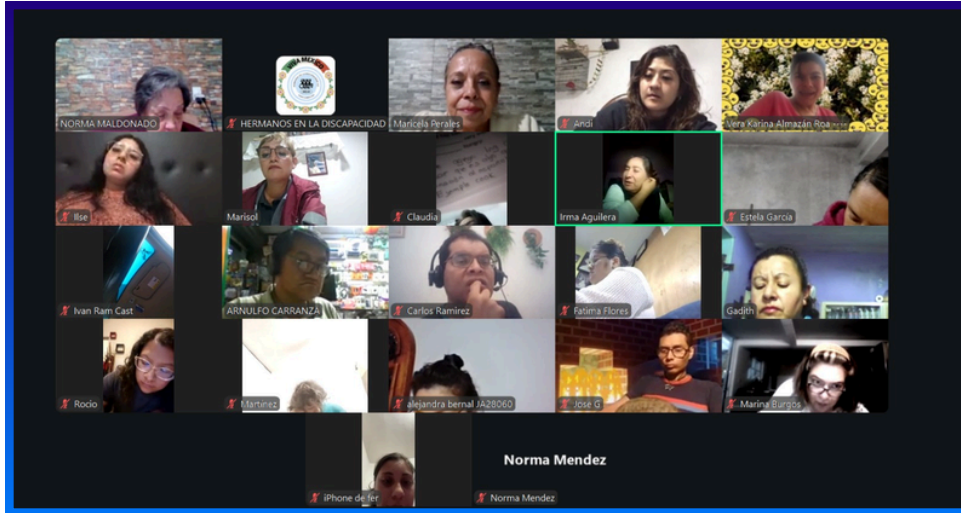 NORMA MALDONADO
HERMANOS EN LA DISCAPACIDAD
Maricela Perales
Andi
Vera Karina Almazán Roa
Ilse
Marisol
Claudia
Irma Aguilera
Estela García
Ivan Ram Cast
ARNULFO CARRANZA
Carlos Ramirez
Fatima Flores
Gadith
Rocio
Martinez
alejandra bernal JA28060
Jose G
Marina Burgos
iPhone de fer
Norma Mendez
Norma Mendez